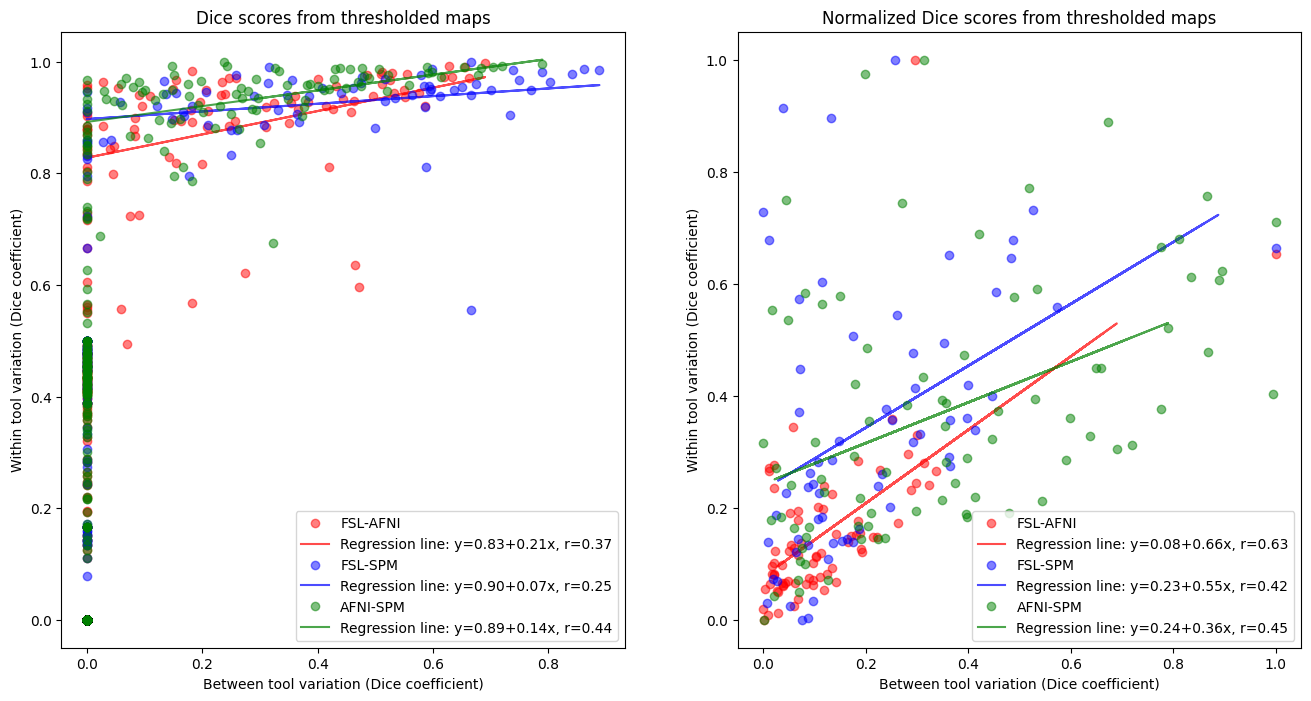 Dice scores from thresholded maps
1.0
0.8
0.6
0.4
0.2
0.0
Within tool variation (Dice coefficient)
FSL-AFNI
Regression line: y=0.83+0.21x, r=0.37
FSL-SPM
Regression line: y=0.90+0.07x, r=0.25
AFNI-SPM
Regression line: y=0.89+0.14x, r=0.44
0.0 0.2 0.4 0.6 0.8
Between tool variation (Dice coefficient)
Normalized Dice scores from thresholded maps
1.0
0.8
0.6
0.4
0.2
0.0
Within tool variation (Dice coefficient)
FSL-AFNI
Regression line: y=0.08+0.66x, r=0.63
FSL-SPM
Regression line: y=0.23+0.55x, r=0.42
AFNI-SPM
Regression line: y=0.24+0.36x, r=0.45
0.0 0.2 0.4 0.6 0.8 1.0
Between tool variation (Dice coefficient)